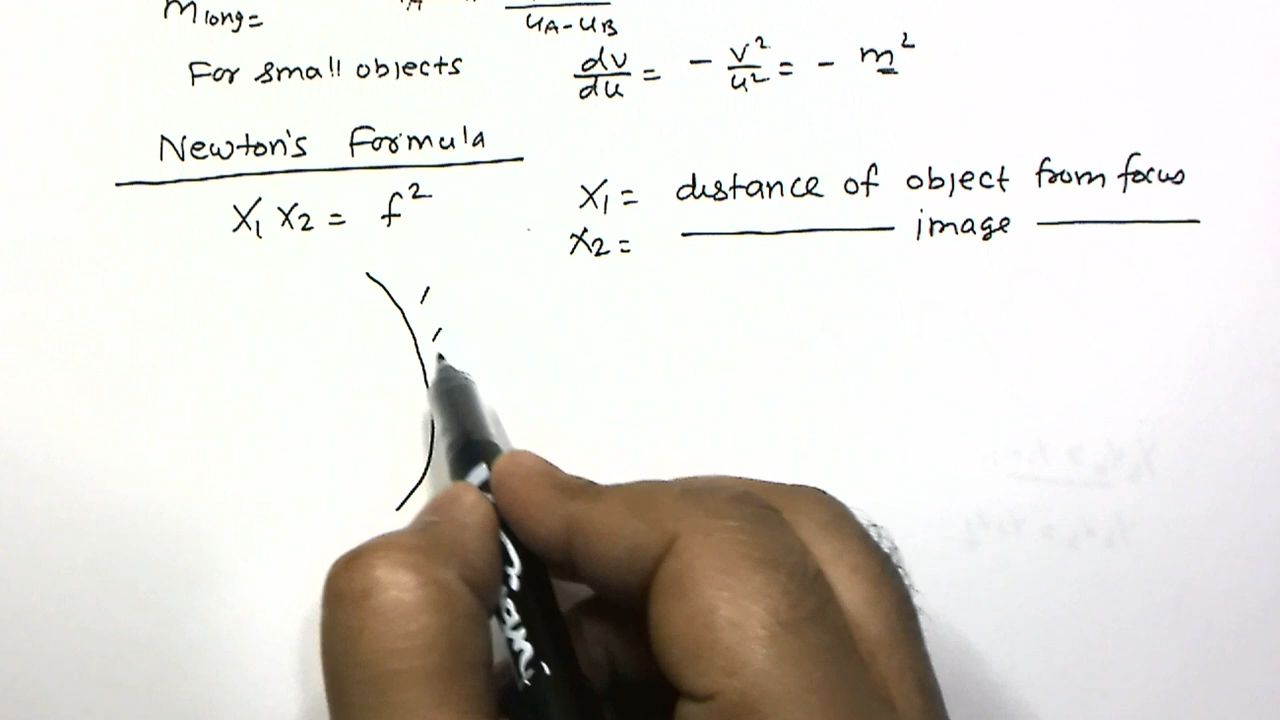 m long =
uA - uB
For small objects dv/du = - v²/u² = - m²
Newton's Formula
X₁ X₂ = f²
X₁ = distance of object from focus
X₂ = ——— image ———